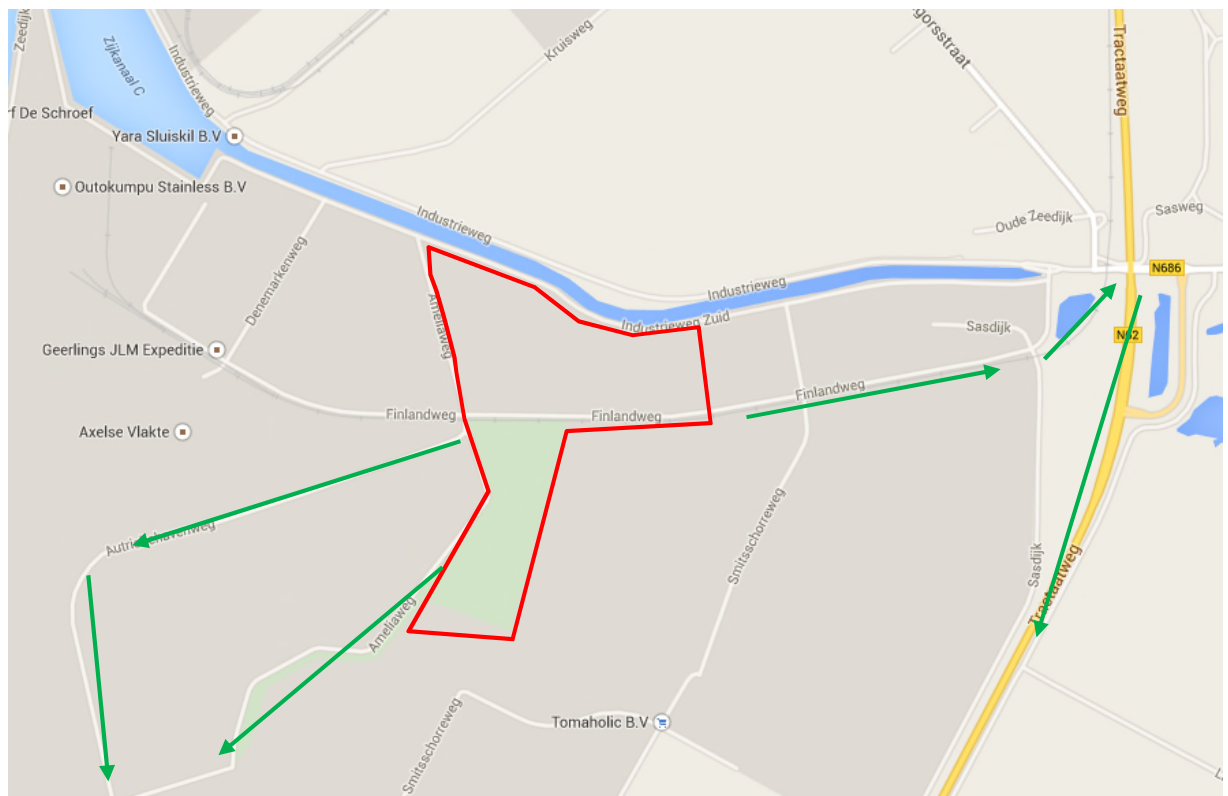 Zeedijk
Zijkanaal C
Industrieweg
Kruisweg
gorsstraat
Tractaatweg
rf De Schroef
Yara Sluiskil B.V
Outokumpu Stainless B.V
Industrieweg
Oude Zeedijk
Sasweg
N686
Denemarkenweg
Ameliaweg
Industrieweg
Industrieweg Zuid
Sasdijk
N62
Geerlings JLM Expeditie
Finlandweg
Finlandweg
Finlandweg
Axelse Vlakte
Smitsschorreweg
Sasdijk
Tractaatweg
Ameliaweg
Smitsschorreweg
Tomaholic B.V